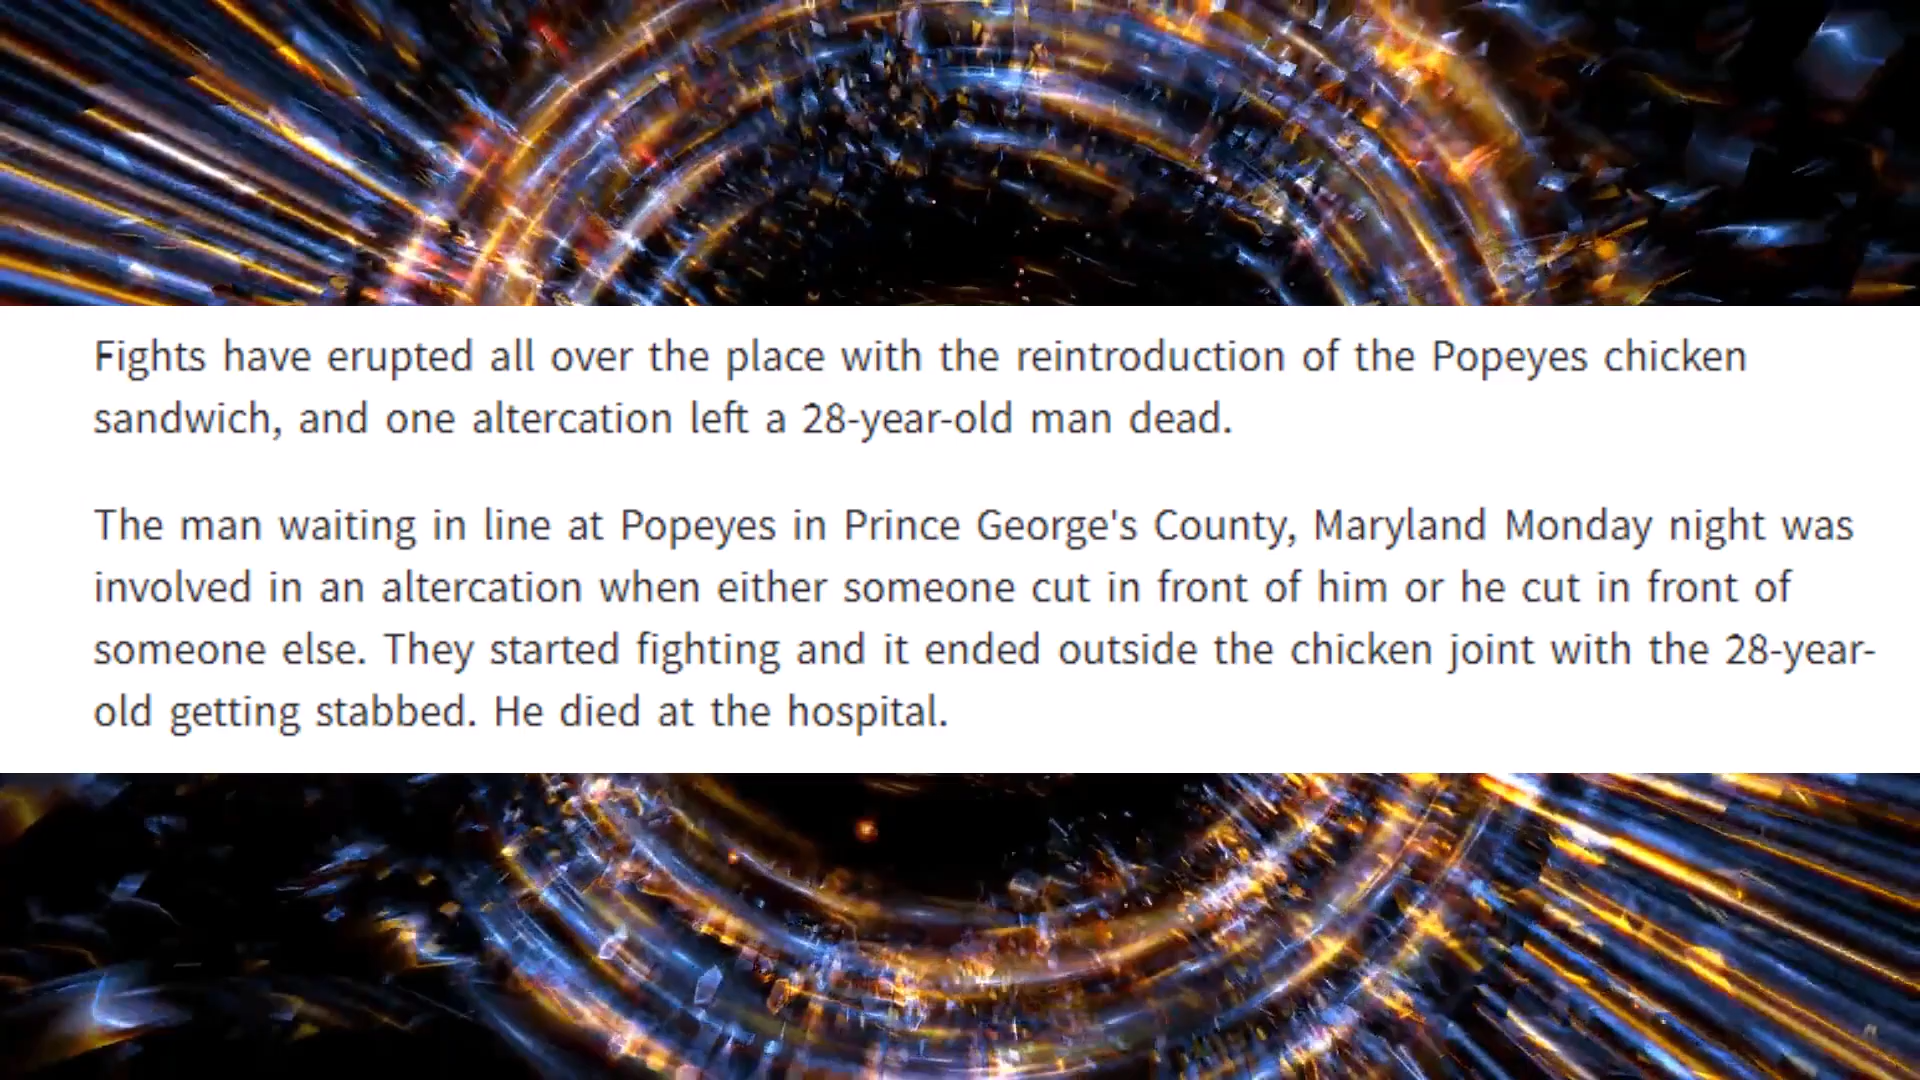 Fights have erupted all over the place with the reintroduction of the Popeyes chicken
sandwich, and one altercation left a 28-year-old man dead.
The man waiting in line at Popeyes in Prince George's County, Maryland Monday night was
involved in an altercation when either someone cut in front of him or he cut in front of
someone else. They started fighting and it ended outside the chicken joint with the 28-year-
old getting stabbed. He died at the hospital.